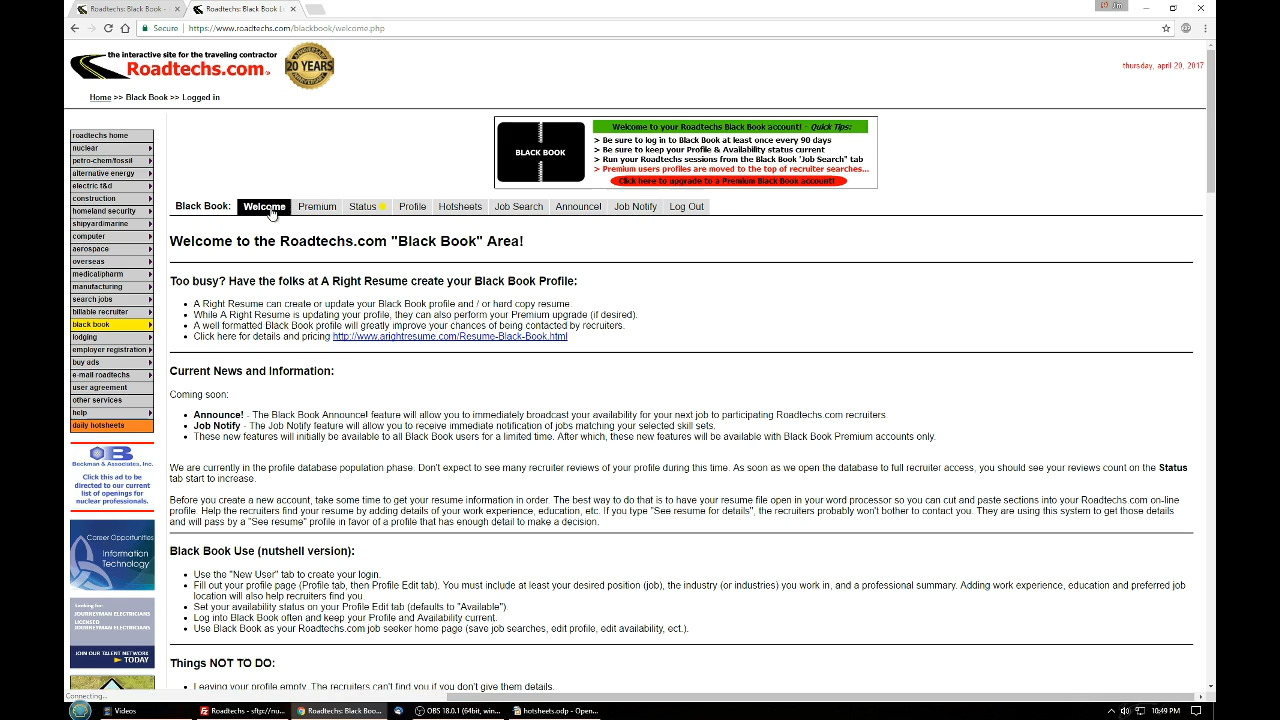 Roadtechs: Black Book -
Roadtechs: Black Book Li
Jim
Secure
https://www.roadtechs.com/blackbook/welcome.php
the interactive site for the traveling contractor
Roadtechs.com
20 YEARS
thursday, april 20, 2017
Home >> Black Book >> Logged in
BLACK BOOK
Welcome to your Roadtechs Black Book account! - Quick Tips:
> Be sure to log in to Black Book at least once every 90 days
> Be sure to keep your Profile & Availability status current
> Run your Roadtechs sessions from the Black Book 'Job Search" tab
> Premium users profiles are moved to the top of recruiter searches...
Click here to upgrade to a Premium Black Book account!
Black Book: Welcome Premium Status Profile Hotsheets Job Search Announce! Job Notify Log Out
roadtechs home
nuclear
petro-chem/fossil
alternative energy
electric t&d
construction
homeland security
shipyard/marine
computer
aerospace
overseas
medical/pharm
manufacturing
search jobs
billable recruiter
black book
lodging
employer registration
buy ads
e-mail roadtechs
user agreement
other services
help
daily hotsheets
Beckman & Associates, Inc.
Click this ad to be
directed to our current
list of openings for
nuclear professionals.
Career Opportunities
Information
Technology
Looking for:
JOURNEYMAN ELECTRICIANS
LICENSED
JOURNEYMAN ELECTRICIANS
JOIN OUR TALENT NETWORK
TODAY
Welcome to the Roadtechs.com "Black Book" Area!
Too busy? Have the folks at A Right Resume create your Black Book Profile:
• A Right Resume can create or update your Black Book profile and / or hard copy resume.
• While A Right Resume is updating your profile, they can also perform your Premium upgrade (if desired).
• A well formatted Black Book profile will greatly improve your chances of being contacted by recruiters.
• Click here for details and pricing http://www.arightresume.com/Resume-Black-Book.html
Current News and Information:
Coming soon:
• Announce! - The Black Book Announce! feature will allow you to immediately broadcast your availability for your next job to participating Roadtechs.com recruiters.
• Job Notify - The Job Notify feature will allow you to receive immediate notification of jobs matching your selected skill sets.
• These new features will initially be available to all Black Book users for a limited time. After which, these new features will be available with Black Book Premium accounts only.
We are currently in the profile database population phase. Don't expect to see many recruiter reviews of your profile during this time. As soon as we open the database to full recruiter access, you should see your reviews count on the Status
tab start to increase.
Before you create a new account, take some time to get your resume information in order. The best way to do that is to have your resume file open in your word processor so you can cut and paste sections into your Roadtechs.com on-line
profile. Help the recruiters find your resume by adding details of your work experience, education, etc. If you type "See resume for details", the recruiters probably won't bother to contact you. They are using this system to get those details
and will pass by a "See resume" profile in favor of a profile that has enough detail to make a decision.
Black Book Use (nutshell version):
• Use the "New User" tab to create your login.
• Fill out your profile page (Profile tab, then Profile Edit tab). You must include at least your desired position (job), the industry (or industries) you work in, and a professional summary. Adding work experience, education and preferred job
location will also help recruiters find you.
• Set your availability status on your Profile Edit tab (defaults to "Available")
• Log into Black Book often and keep your Profile and Availability current.
• Use Black Book as your Roadtechs.com job seeker home page (save job searches, edit profile, edit availability, ect.).
Things NOT TO DO:
• Leaving your profile empty. The recruiters can't find you if you don't give them details.
Connecting...
Videos
Roadtechs - sftp://nu...
Roadtechs: Black Boo...
OBS 18.0.1 (64bit, win...
hotsheets.odp - Open...
10:49 PM